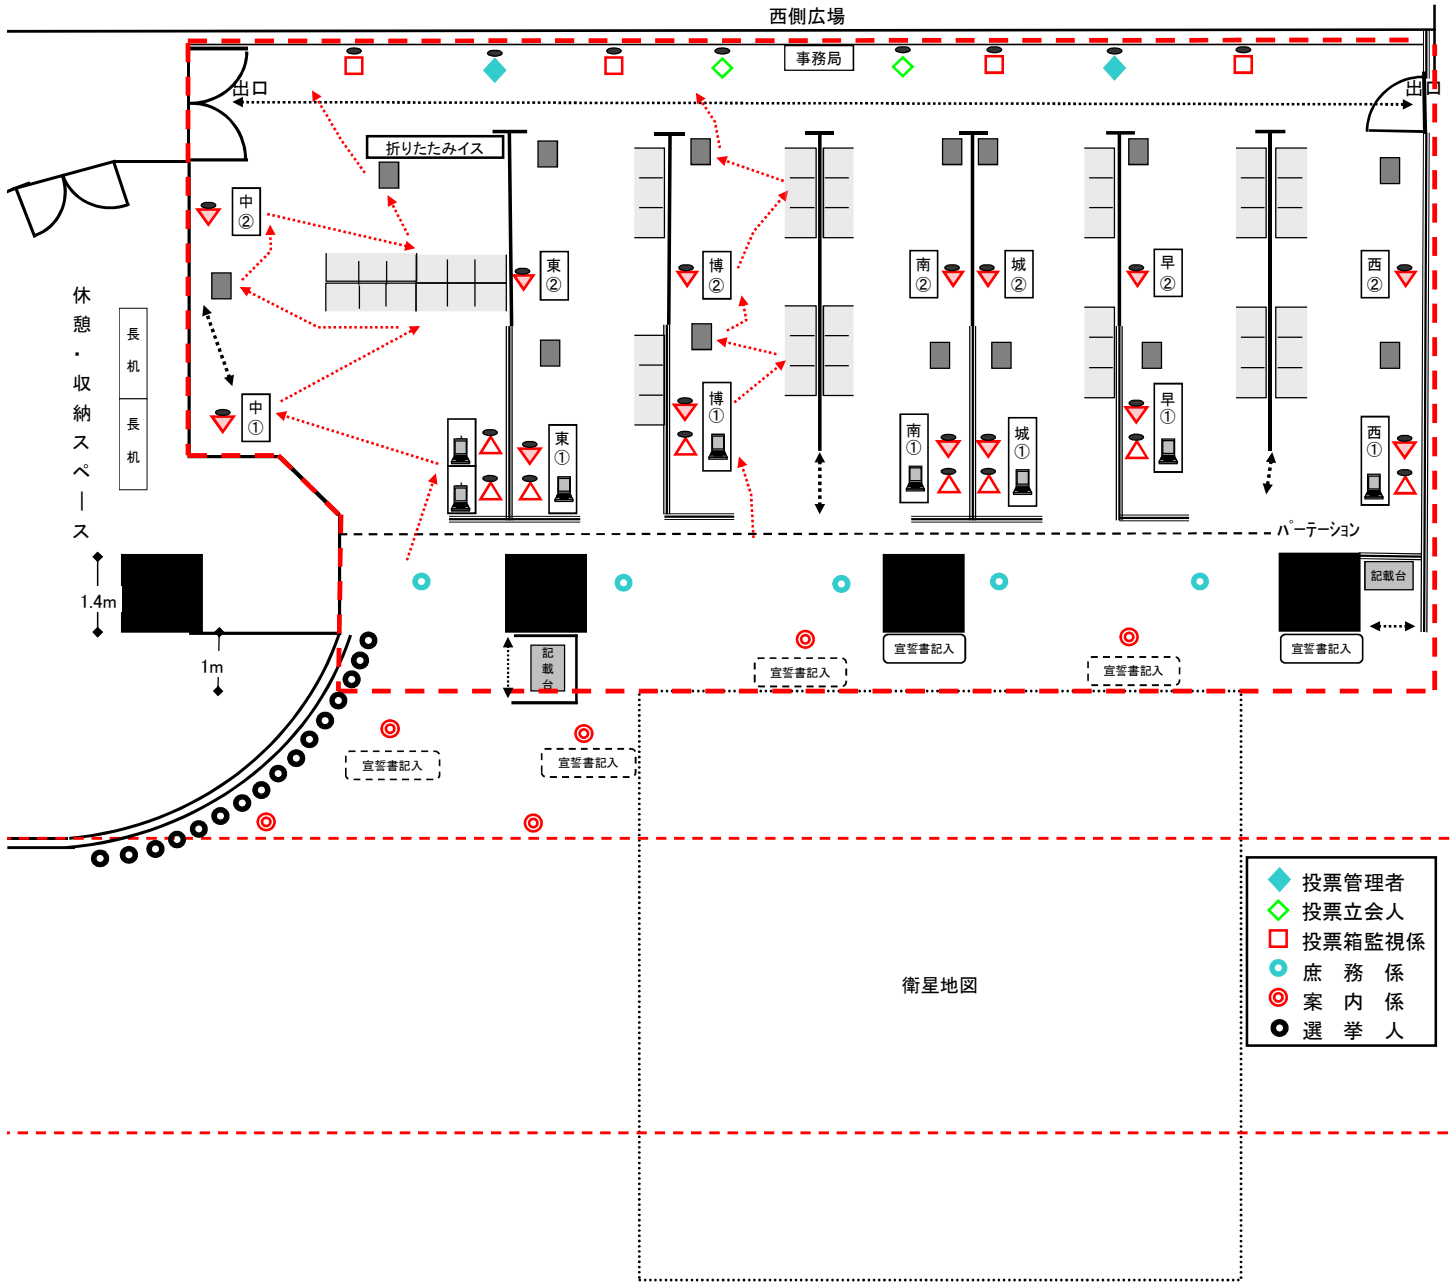 西側広場
事務局
出口
出口
折りたたみイス
中②
東②
博②
南②
城②
早②
西②
休憩・収納スペース
長机
長机
中①
東①
博①
南①
城①
早①
西①
パーテーション
1.4m
1m
記載台
記載台
宣誓書記入
宣誓書記入
宣誓書記入
宣誓書記入
宣誓書記入
宣誓書記入
投票管理者
投票立会人
投票箱監視係
庶務係
案内係
選挙人
衛星地図